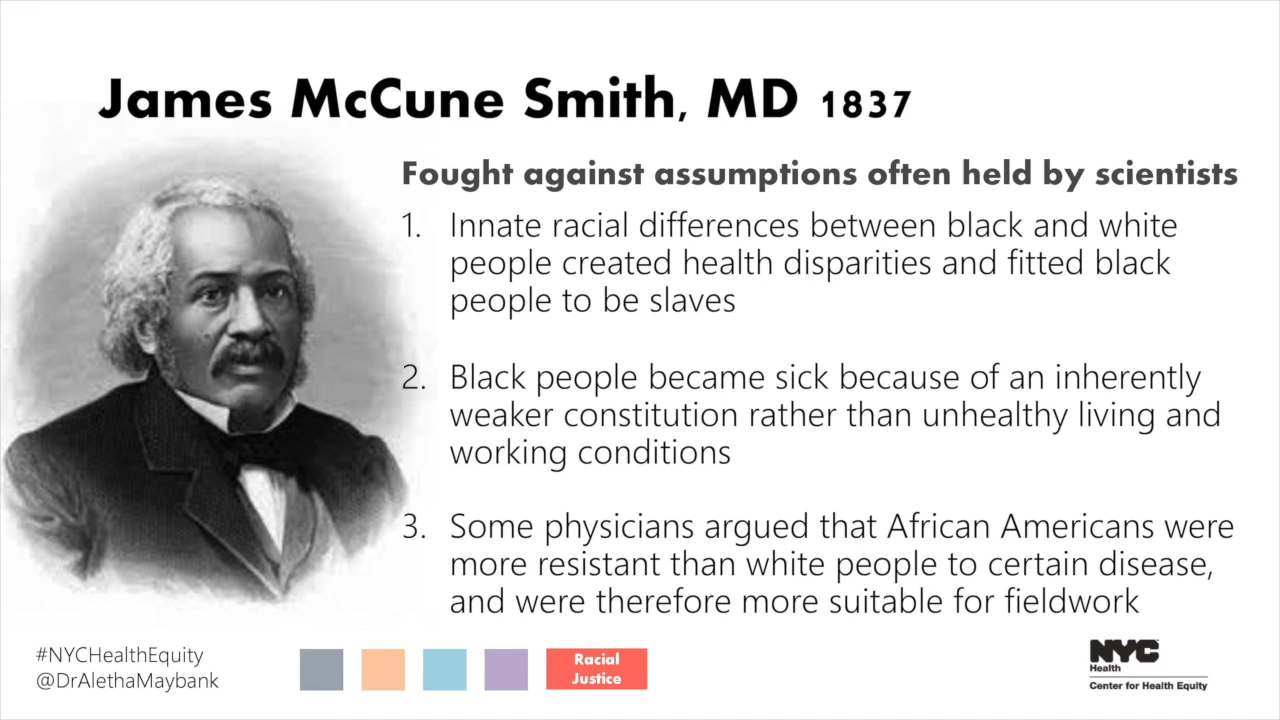 James McCune Smith, MD 1837
Fought against assumptions often held by scientists
1. Innate racial differences between black and white
people created health disparities and fitted black
people to be slaves
2. Black people became sick because of an inherently
weaker constitution rather than unhealthy living and
working conditions
3. Some physicians argued that African Americans were
more resistant than white people to certain disease,
and were therefore more suitable for fieldwork
#NYCHealthEquity
@DrAlethaMaybank
Racial
Justice
NYC
Health
Center for Health Equity